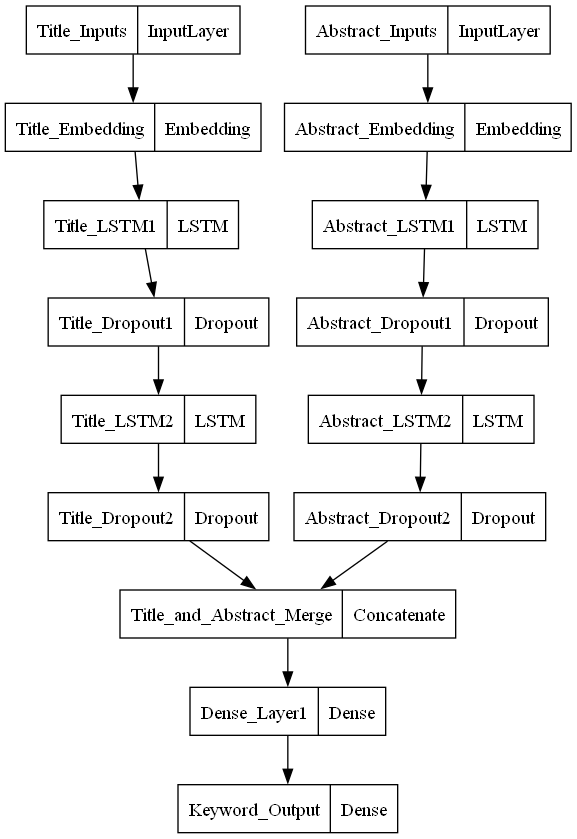 Title_Inputs InputLayer
Abstract_Inputs InputLayer
Title_Embedding Embedding
Abstract_Embedding Embedding
Title_LSTM1 LSTM
Abstract_LSTM1 LSTM
Title_Dropout1 Dropout
Abstract_Dropout1 Dropout
Title_LSTM2 LSTM
Abstract_LSTM2 LSTM
Title_Dropout2 Dropout
Abstract_Dropout2 Dropout
Title_and_Abstract_Merge Concatenate
Dense_Layer1 Dense
Keyword_Output Dense